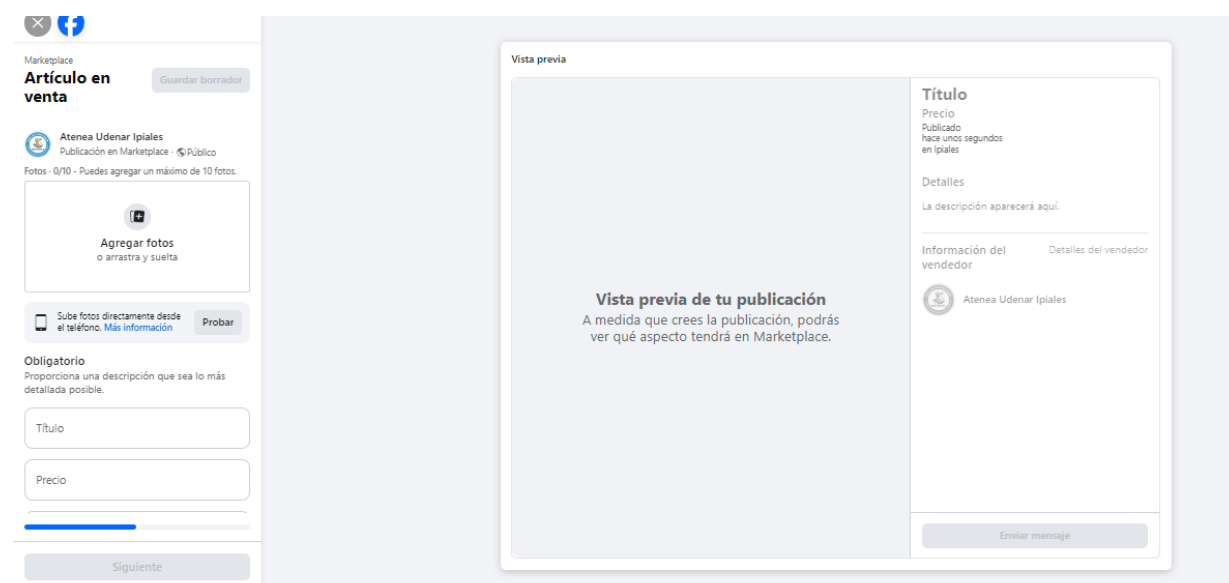 Marketplace
Artículo en
venta
Guardar borrador
Atenea Udenar Ipiales
Publicación en Marketplace · Público
Fotos · 0/10 - Puedes agregar un máximo de 10 fotos.
Agregar fotos
o arrastra y suelta
Sube fotos directamente desde
el teléfono. Más información
Probar
Obligatorio
Proporciona una descripción que sea lo más
detallada posible.
Título
Precio
Siguiente
Vista previa
Vista previa de tu publicación
A medida que crees la publicación, podrás
ver qué aspecto tendrá en Marketplace.
Título
Precio
Publicado
hace unos segundos
en Ipiales
Detalles
La descripción aparecerá aquí.
Información del
vendedor
Detalles del vendedor
Atenea Udenar Ipiales
Enviar mensaje